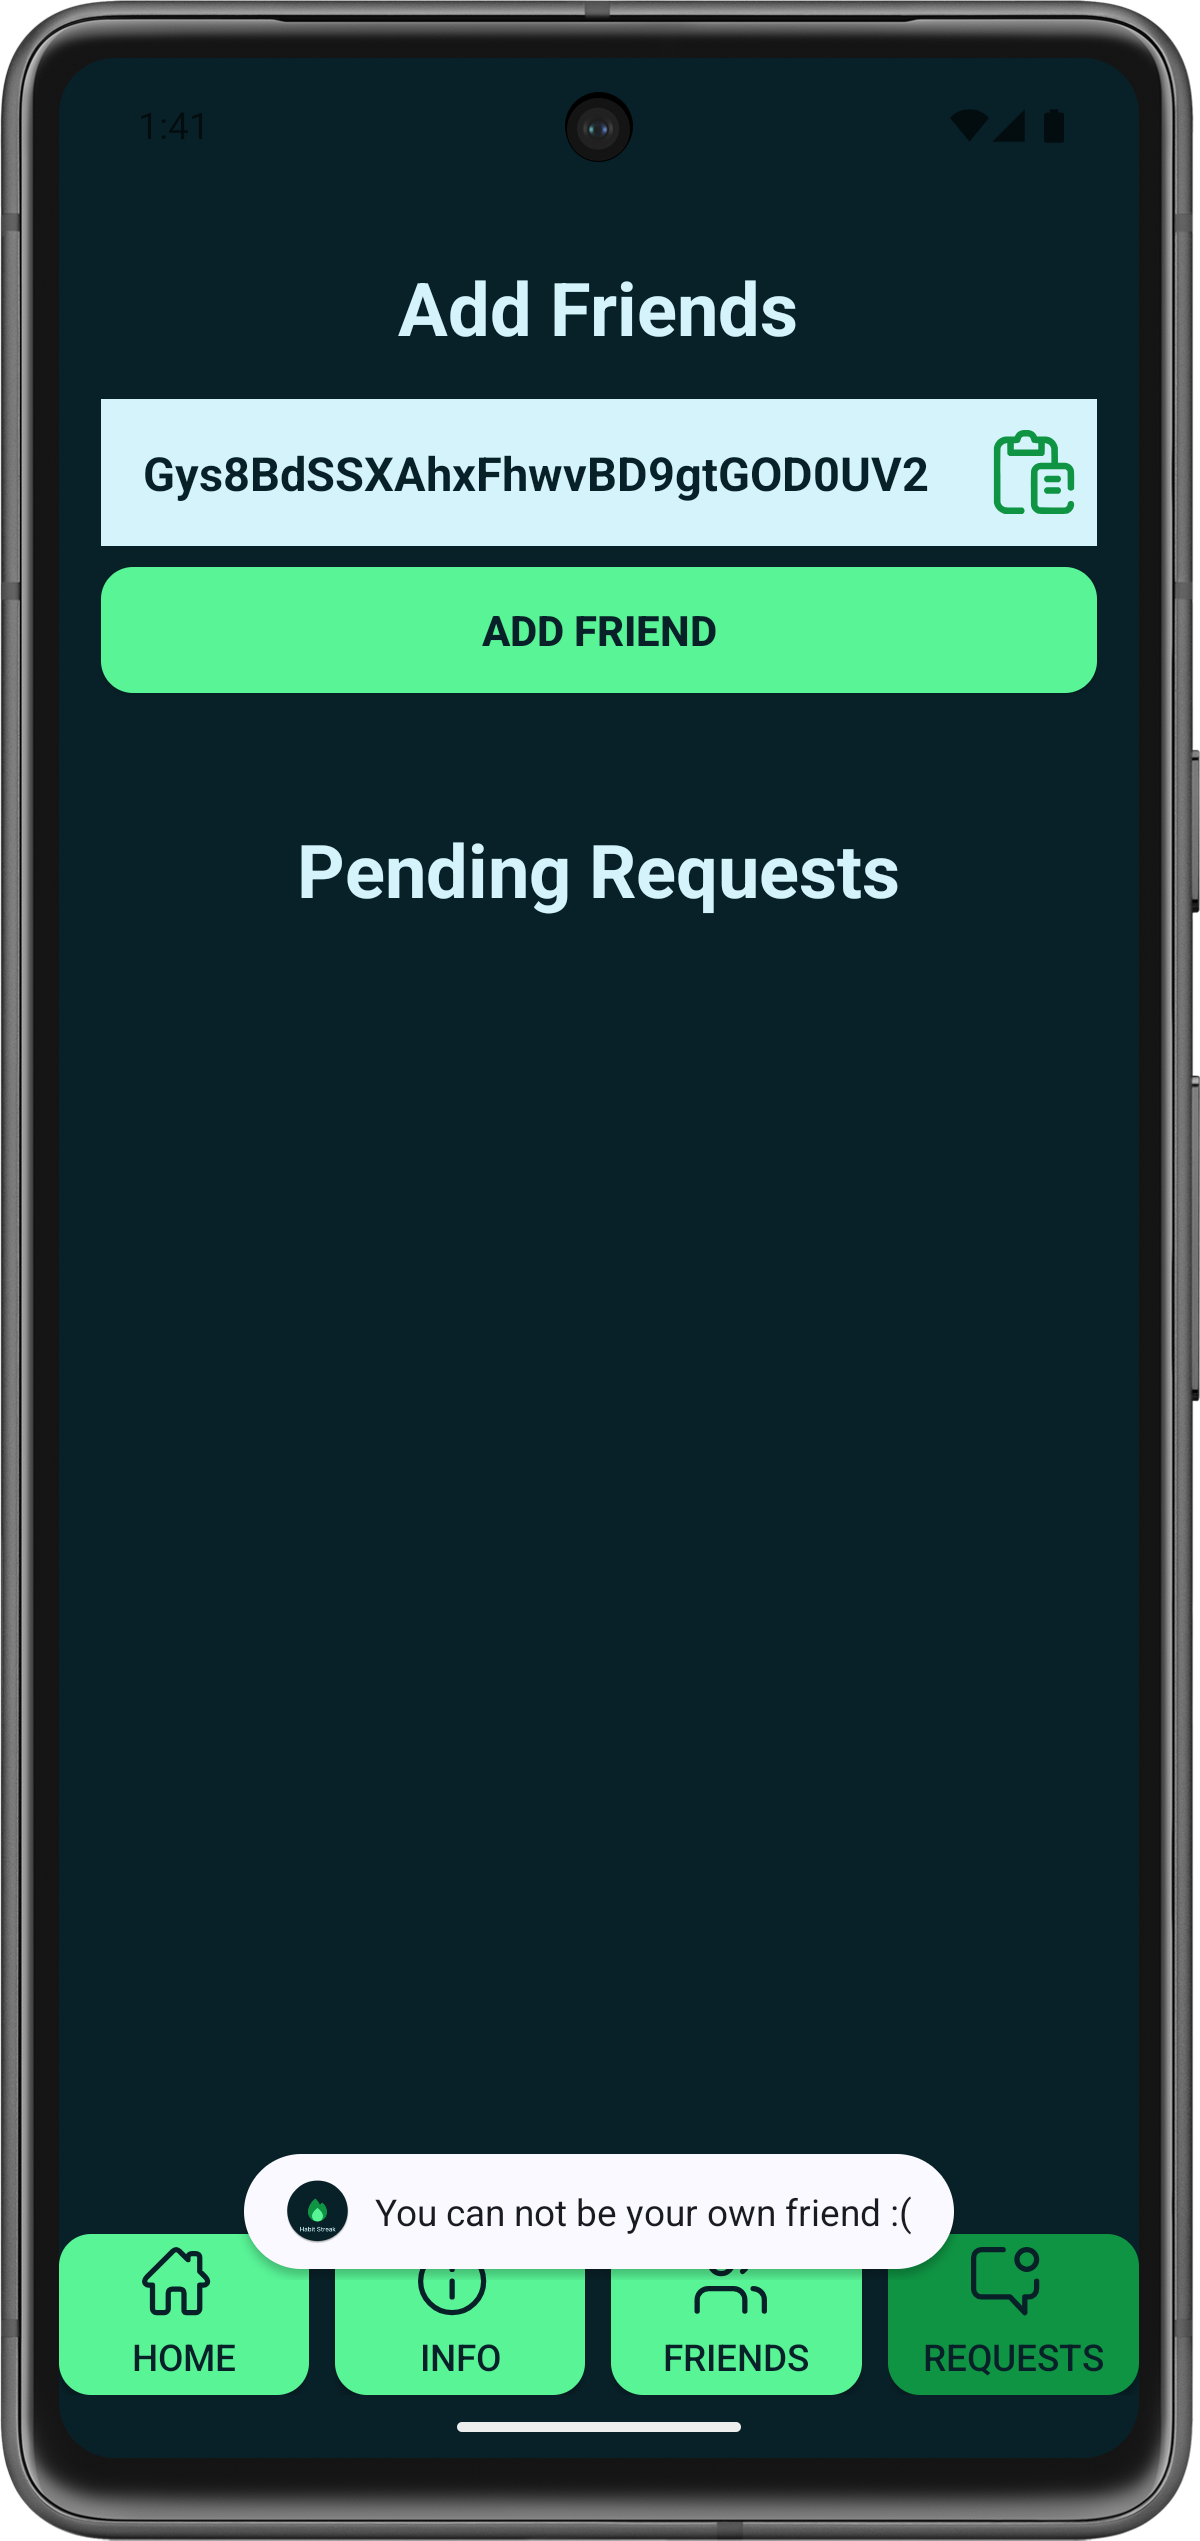 1:41
Add Friends
Gys8BdSSXAhxFhwvBD9gtGOD0UV2
ADD FRIEND
Pending Requests
Habit Streak
You can not be your own friend :(
HOME
INFO
FRIENDS
REQUESTS